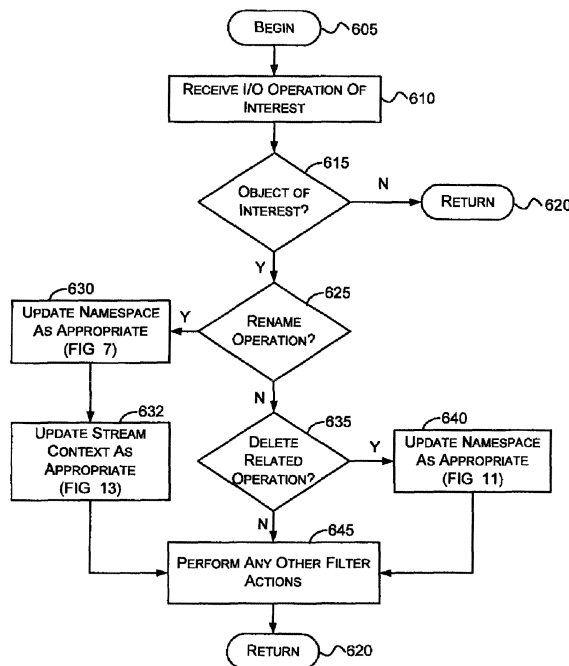 BEGIN
605
RECEIVE I/O OPERATION OF
INTEREST
610
615
OBJECT OF
INTEREST?
N
RETURN
620
Y
630
625
UPDATE NAMESPACE
AS APPROPRIATE
(FIG 7)
Y
RENAME
OPERATION?
N
632
635
640
UPDATE STREAM
CONTEXT AS
APPROPRIATE
(FIG 13)
DELETE
RELATED
OPERATION?
Y
UPDATE NAMESPACE
AS APPROPRIATE
(FIG 11)
N
645
PERFORM ANY OTHER FILTER
ACTIONS
RETURN
620